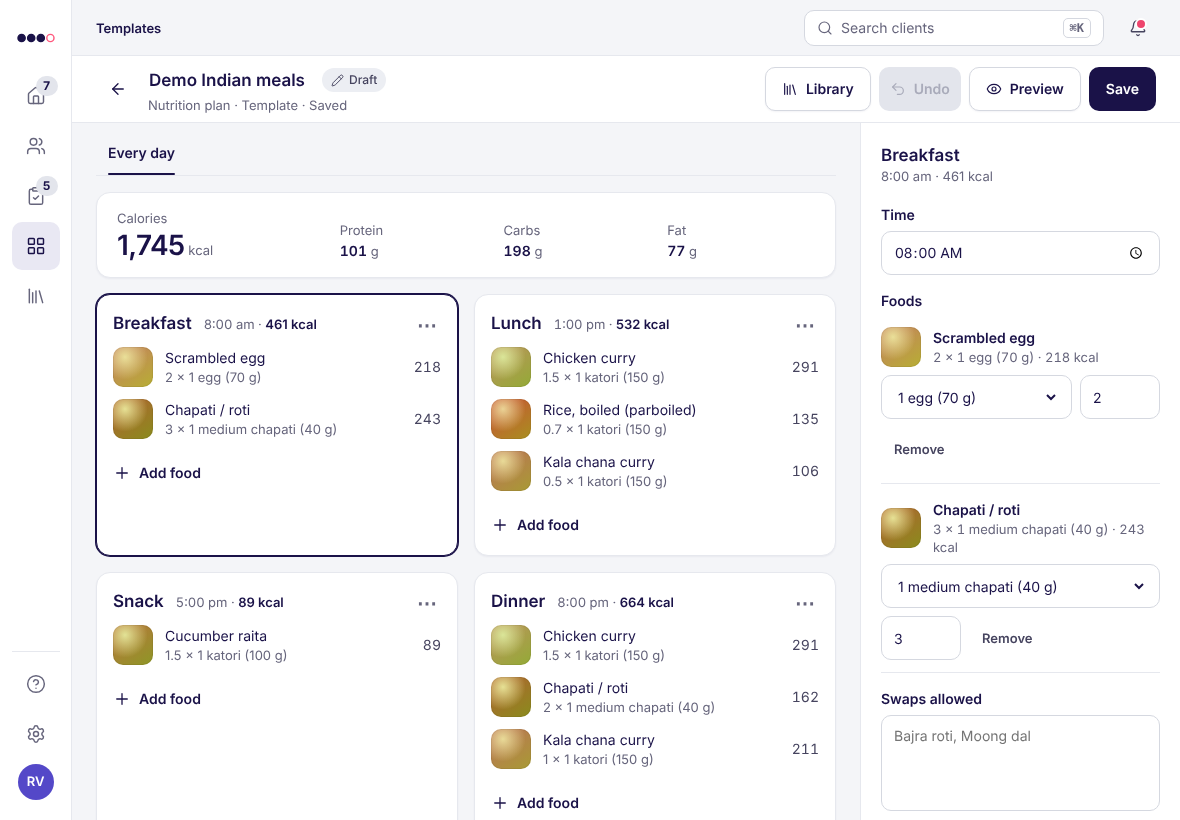 Templates
Search clients
⌘K
7
5
RV
Demo Indian meals
Draft
Nutrition plan · Template · Saved
Library
Undo
Preview
Save
Every day
Calories
1,745 kcal
Protein
101 g
Carbs
198 g
Fat
77 g
Breakfast 8:00 am · 461 kcal
Scrambled egg
2 × 1 egg (70 g)
218
Chapati / roti
3 × 1 medium chapati (40 g)
243
Add food
Lunch 1:00 pm · 532 kcal
Chicken curry
1.5 × 1 katori (150 g)
291
Rice, boiled (parboiled)
0.7 × 1 katori (150 g)
135
Kala chana curry
0.5 × 1 katori (150 g)
106
Add food
Snack 5:00 pm · 89 kcal
Cucumber raita
1.5 × 1 katori (100 g)
89
Add food
Dinner 8:00 pm · 664 kcal
Chicken curry
1.5 × 1 katori (150 g)
291
Chapati / roti
2 × 1 medium chapati (40 g)
162
Kala chana curry
1 × 1 katori (150 g)
211
Add food
Breakfast
8:00 am · 461 kcal
Time
08:00 AM
Foods
Scrambled egg
2 × 1 egg (70 g) · 218 kcal
1 egg (70 g)
2
Remove
Chapati / roti
3 × 1 medium chapati (40 g) · 243
kcal
1 medium chapati (40 g)
3
Remove
Swaps allowed
Bajra roti, Moong dal